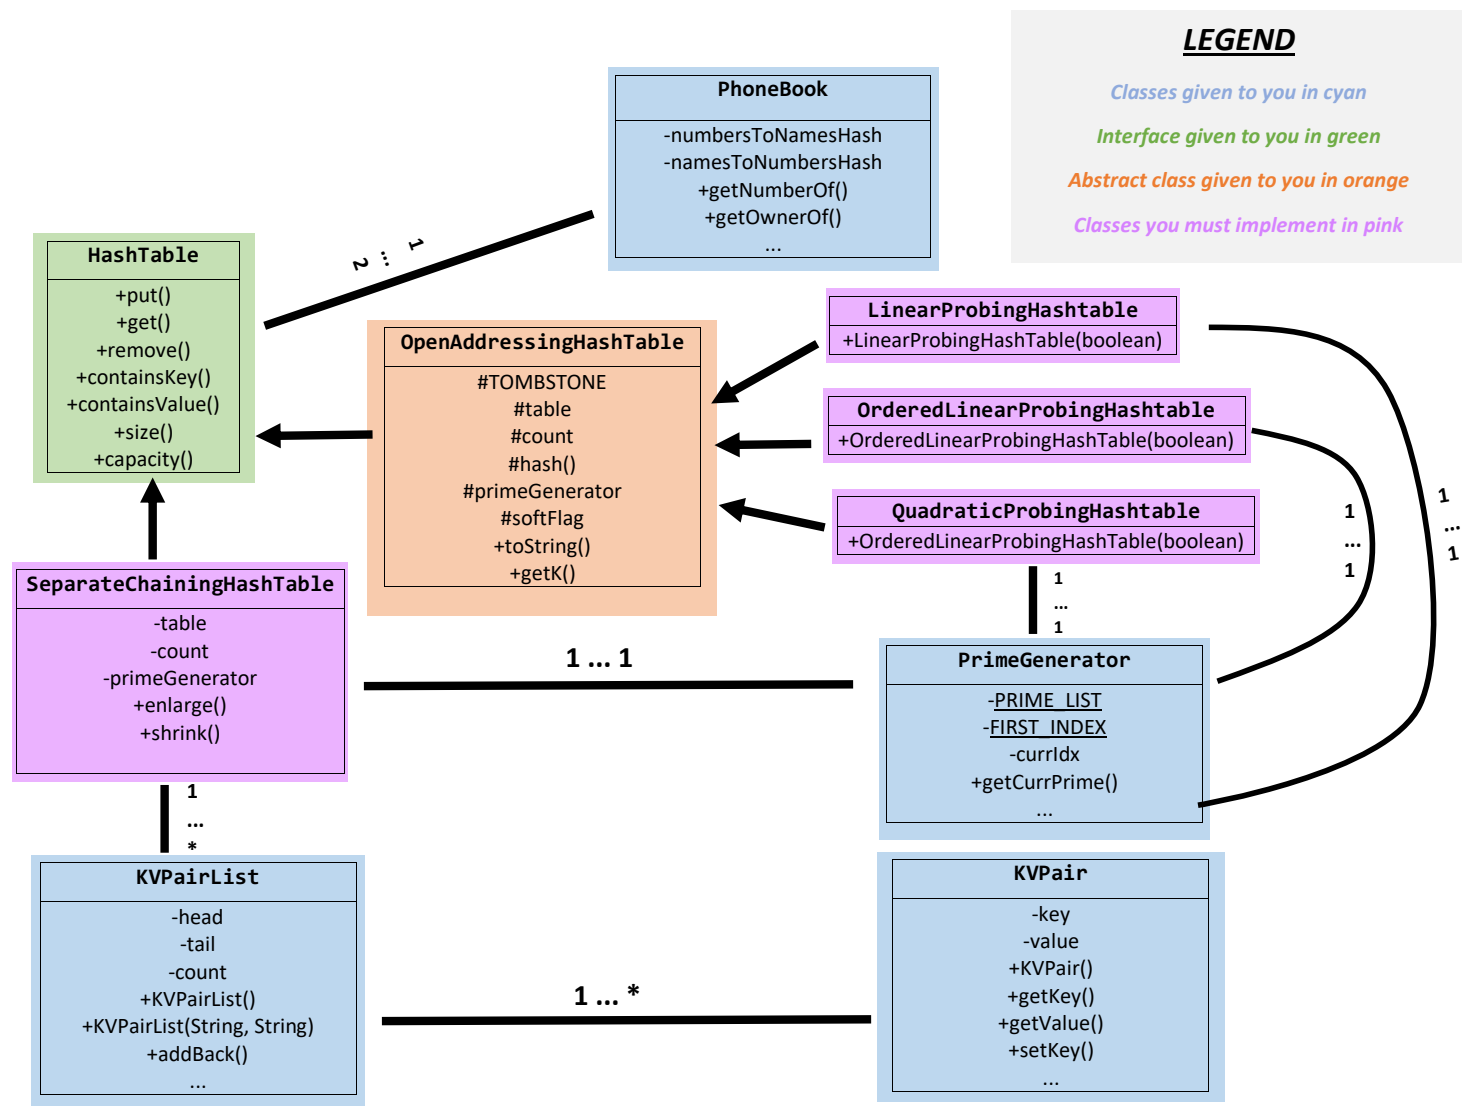 LEGEND
Classes given to you in cyan
Interface given to you in green
Abstract class given to you in orange
Classes you must implement in pink
PhoneBook
-numbersToNamesHash
-namesToNumbersHash
+getNumberOf()
+getOwnerOf()
...
1
...
2
HashTable
+put()
+get()
+remove()
+containsKey()
+containsValue()
+size()
+capacity()
OpenAddressingHashTable
#TOMBSTONE
#table
#count
#hash()
#primeGenerator
#softFlag
+toString()
+getK()
LinearProbingHashtable
+LinearProbingHashTable(boolean)
OrderedLinearProbingHashtable
+OrderedLinearProbingHashTable(boolean)
QuadraticProbingHashtable
+OrderedLinearProbingHashTable(boolean)
1
...
1
1
...
1
1
...
1
SeparateChainingHashTable
-table
-count
-primeGenerator
+enlarge()
+shrink()
1 ... 1
PrimeGenerator
-PRIME_LIST
-FIRST_INDEX
-currIdx
+getCurrPrime()
...
1
...
*
KVPairList
-head
-tail
-count
+KVPairList()
+KVPairList(String, String)
+addBack()
...
1 ... *
KVPair
-key
-value
+KVPair()
+getKey()
+getValue()
+setKey()
...